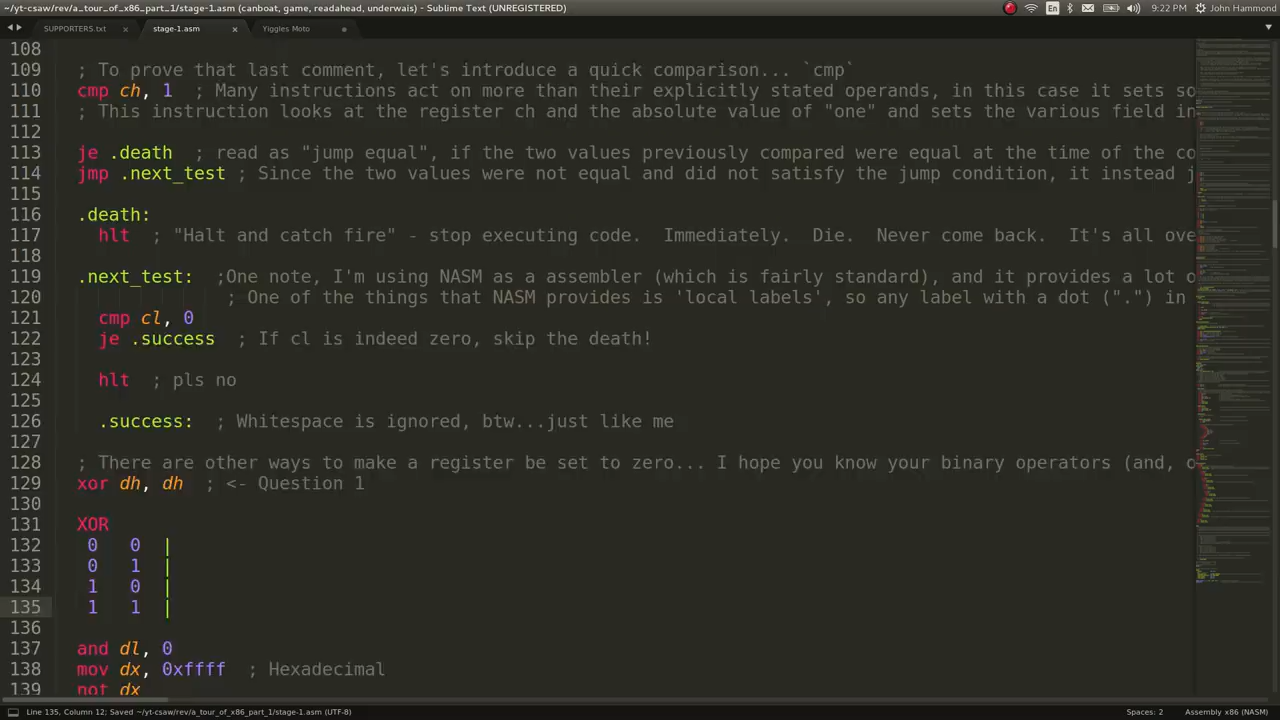 ~/yt-csaw/rev/a_tour_of_x86_part_1/stage-1.asm (canboat, game, readahead, underwais) - Sublime Text (UNREGISTERED)
En
9:22 PM
John Hammond
SUPPORTERS.txt ×
stage-1.asm ×
Yiggles Moto
108
109 ; To prove that last comment, let's introduce a quick comparison... `cmp`
110 cmp ch, 1 ; Many instructions act on more than their explicitly stated operands, in this case it sets so
111 ; This instruction looks at the register ch and the absolute value of "one" and sets the various field in
112
113 je .death ; read as "jump equal", if the two values previously compared were equal at the time of the co
114 jmp .next_test ; Since the two values were not equal and did not satisfy the jump condition, it instead j
115
116 .death:
117 hlt ; "Halt and catch fire" - stop executing code. Immediately. Die. Never come back. It's all ove
118
119 .next_test: ;One note, I'm using NASM as a assembler (which is fairly standard), and it provides a lot o
120 ; One of the things that NASM provides is 'local labels', so any label with a dot (".") in
121 cmp cl, 0
122 je .success ; If cl is indeed zero, skip the death!
123
124 hlt ; pls no
125
126 .success: ; Whitespace is ignored, btw...just like me
127
128 ; There are other ways to make a register be set to zero... I hope you know your binary operators (and, o
129 xor dh, dh ; <- Question 1
130
131 XOR
132 0 0 |
133 0 1 |
134 1 0 |
135 1 1 |
136
137 and dl, 0
138 mov dx, 0xffff ; Hexadecimal
139 not dx
Line 135, Column 12; Saved ~/yt-csaw/rev/a_tour_of_x86_part_1/stage-1.asm (UTF-8)
Spaces: 2
Assembly x86 (NASM)